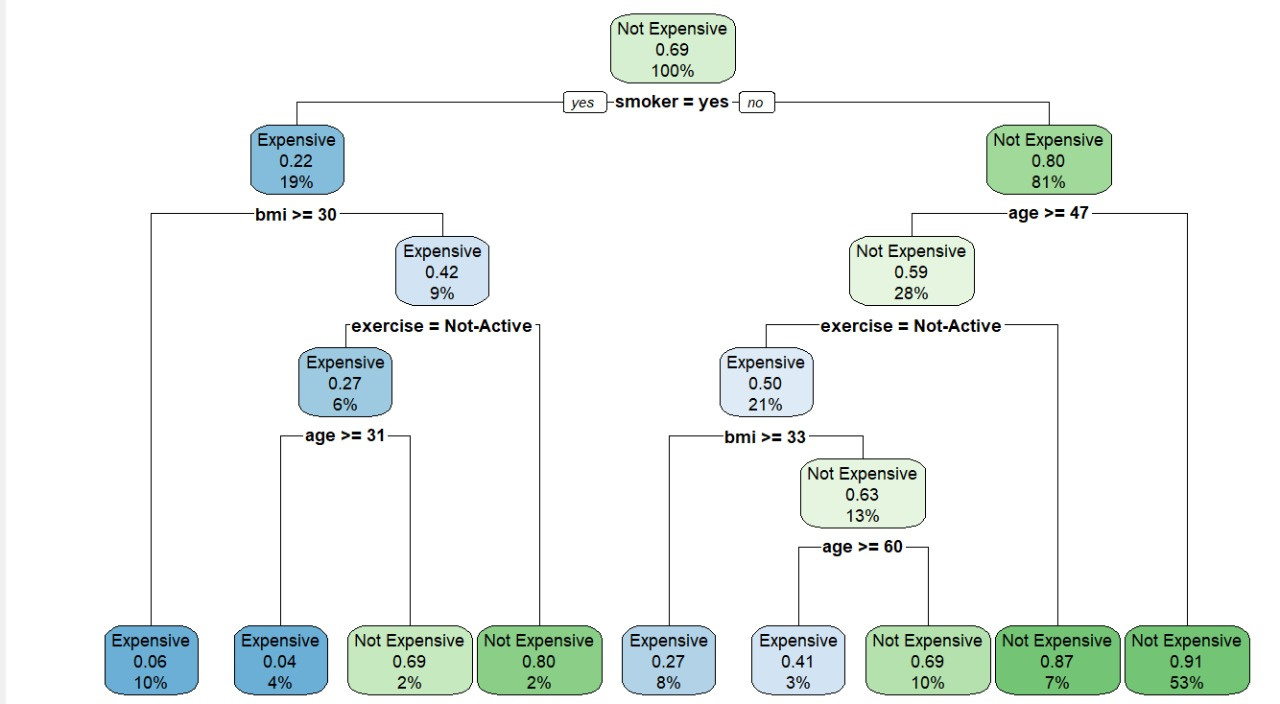 Not Expensive
0.69
100%
yes smoker = yes no
Expensive
0.22
19%
Not Expensive
0.80
81%
bmi >= 30
age >= 47
Expensive
0.42
9%
Not Expensive
0.59
28%
exercise = Not-Active
exercise = Not-Active
Expensive
0.27
6%
Expensive
0.50
21%
age >= 31
bmi >= 33
Not Expensive
0.63
13%
age >= 60
Expensive
0.06
10%
Expensive
0.04
4%
Not Expensive
0.69
2%
Not Expensive
0.80
2%
Expensive
0.27
8%
Expensive
0.41
3%
Not Expensive
0.69
10%
Not Expensive
0.87
7%
Not Expensive
0.91
53%